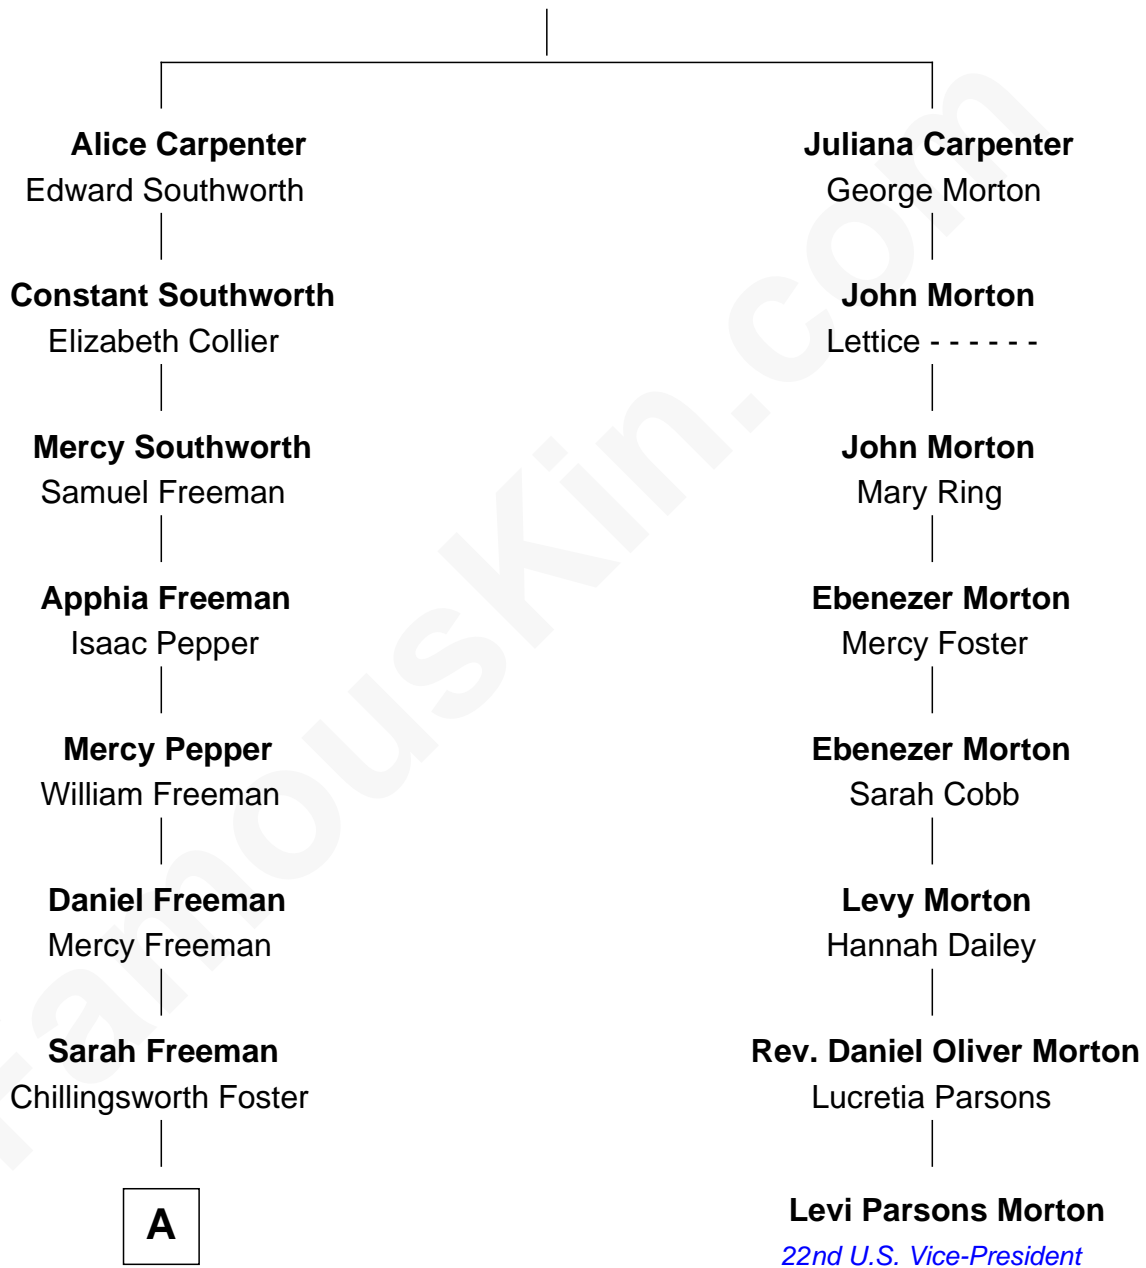 Alice Carpenter
Edward Southworth
Constant Southworth
Elizabeth Collier
Mercy Southworth
Samuel Freeman
Apphia Freeman
Isaac Pepper
Mercy Pepper
William Freeman
Daniel Freeman
Mercy Freeman
Sarah Freeman
Chillingsworth Foster
A
Juliana Carpenter
George Morton
John Morton
Lettice - - - - - -
John Morton
Mary Ring
Ebenezer Morton
Mercy Foster
Ebenezer Morton
Sarah Cobb
Levy Morton
Hannah Dailey
Rev. Daniel Oliver Morton
Lucretia Parsons
Levi Parsons Morton
22nd U.S. Vice-President
FamousKin.com